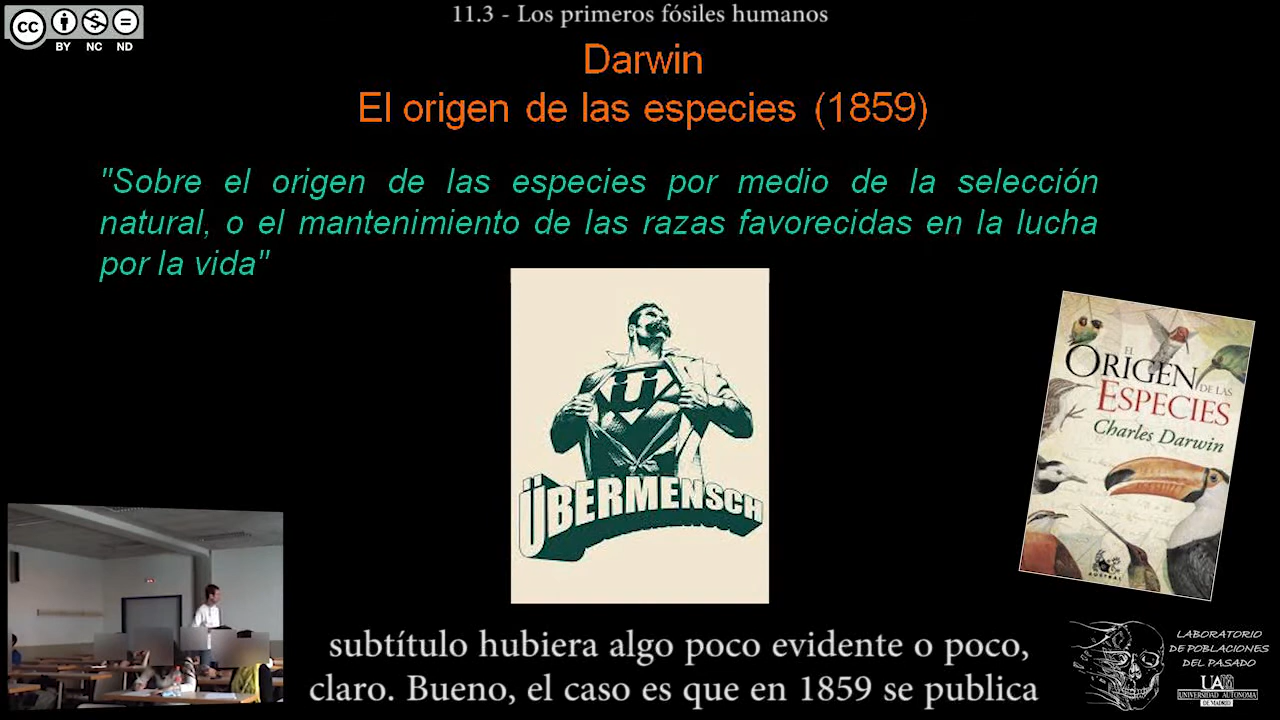 11.3 - Los primeros fósiles humanos
cc
BY NC ND
Darwin
El origen de las especies (1859)
"Sobre el origen de las especies por medio de la selección
natural, o el mantenimiento de las razas favorecidas en la lucha
por la vida"
Ü
ÜBERMENSCH
EL
ORIGEN DE LAS
ESPECIES
Charles Darwin
AUSTRAL
subtítulo hubiera algo poco evidente o poco,
claro. Bueno, el caso es que en 1859 se publica
LABORATORIO
DE POBLACIONES
DEL PASADO
UAM
UNIVERSIDAD AUTONOMA
DE MADRID